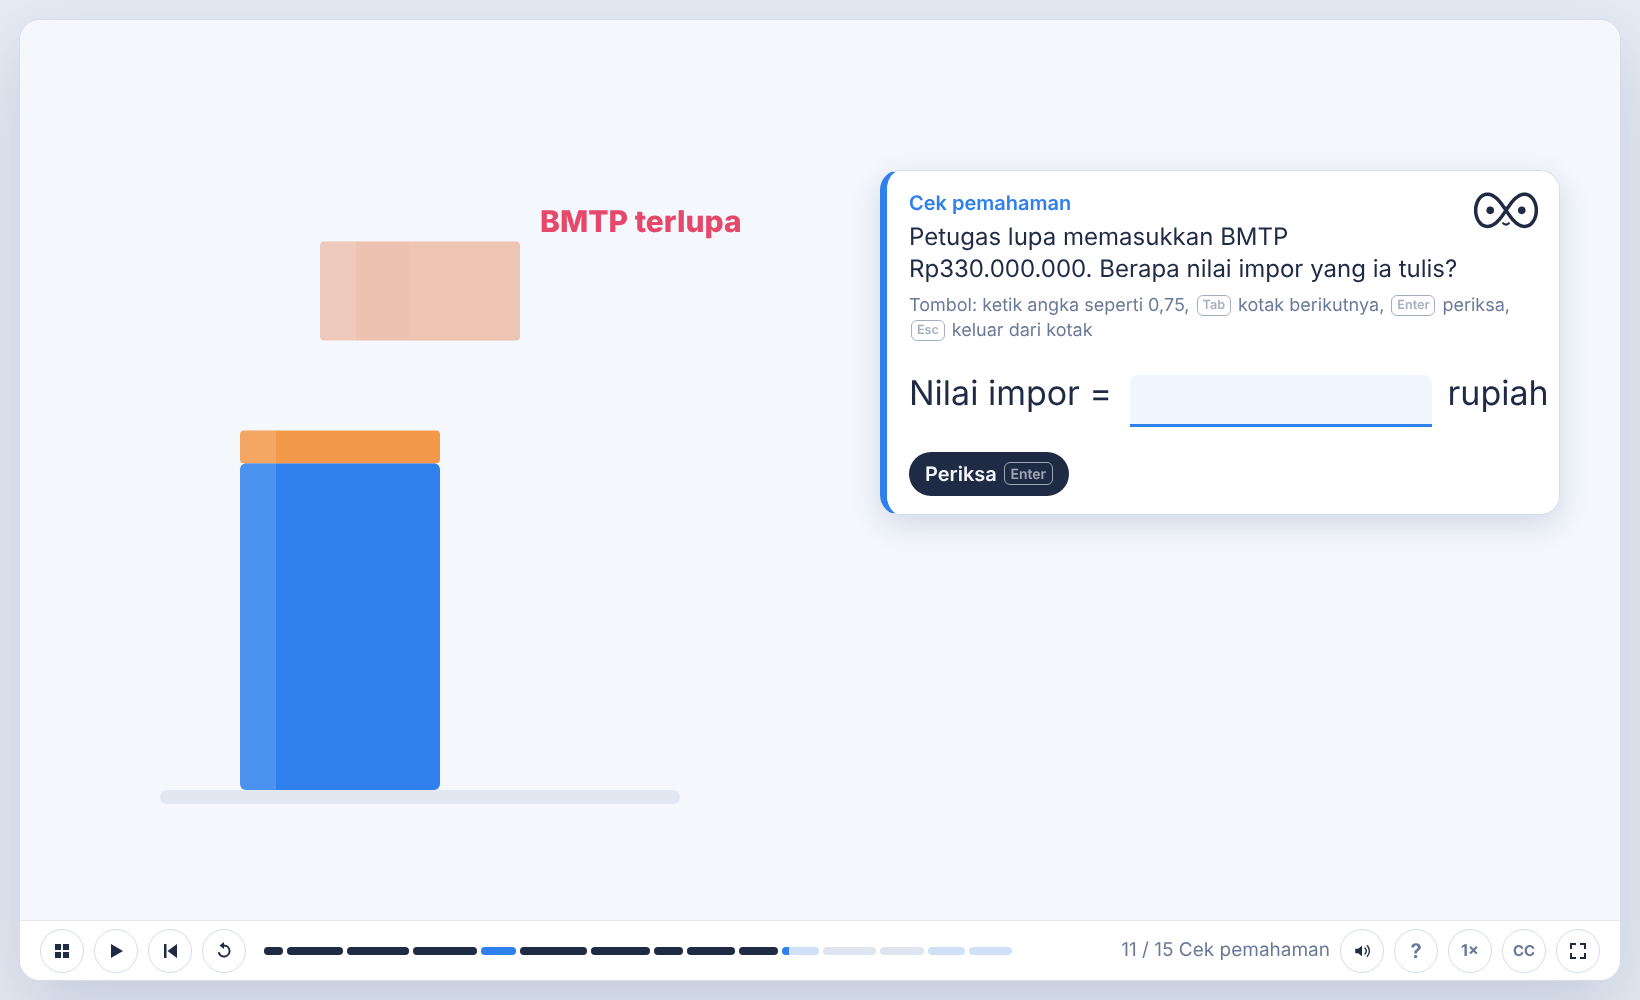 BMTP terlupa
Cek pemahaman
Petugas lupa memasukkan BMTP
Rp330.000.000. Berapa nilai impor yang ia tulis?
Tombol: ketik angka seperti 0,75, Tab kotak berikutnya, Enter periksa,
Esc keluar dari kotak
Nilai impor = rupiah
Periksa Enter
11 / 15 Cek pemahaman
?
1×
CC